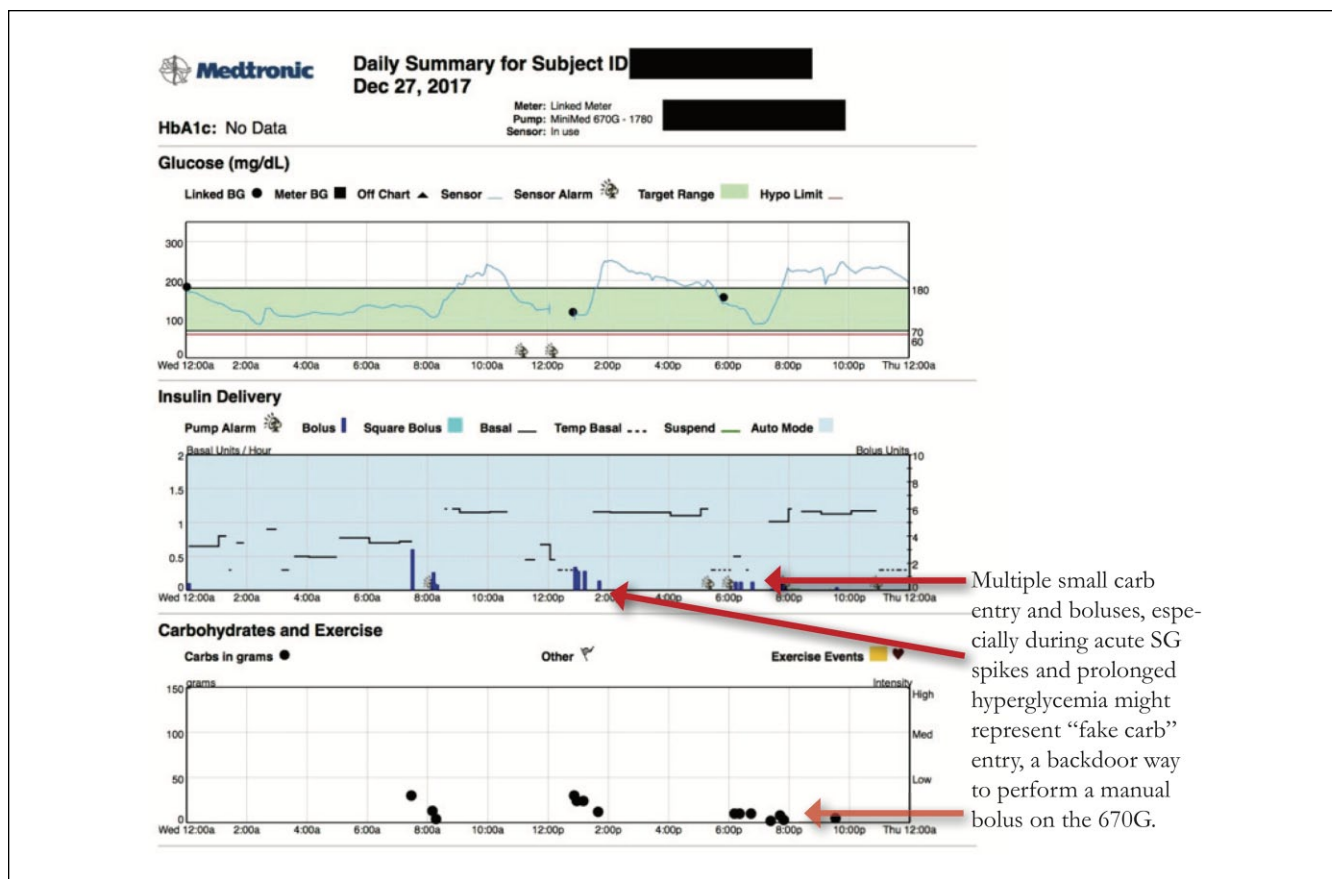 Medtronic
Daily Summary for Subject ID
Dec 27, 2017
HbA1c: No Data
Meter: Linked Meter
Pump: MiniMed 670G - 1780
Sensor: In use
Glucose (mg/dL)
Linked BG Meter BG Off Chart Sensor Sensor Alarm Target Range Hypo Limit
300
200
180
100
70
60
0
Wed 12:00a 2:00a 4:00a 6:00a 8:00a 10:00a 12:00p 2:00p 4:00p 6:00p 8:00p 10:00p Thu 12:00a
Insulin Delivery
Pump Alarm Bolus Square Bolus Basal Temp Basal Suspend Auto Mode
Basal Units / Hour Bolus Units
2 10
8
1.5
1 6
4
0.5
2
0 0
Wed 12:00a 2:00a 4:00a 6:00a 8:00a 10:00a 12:00p 2:00p 4:00p 6:00p 8:00p 10:00p Thu 12:00a
Carbohydrates and Exercise
Carbs in grams Other Exercise Events
grams Intensity
150 High
100 Med
50 Low
0
Wed 12:00a 2:00a 4:00a 6:00a 8:00a 10:00a 12:00p 2:00p 4:00p 6:00p 8:00p 10:00p Thu 12:00a
Multiple small carb
entry and boluses, espe-
cially during acute SG
spikes and prolonged
hyperglycemia might
represent “fake carb”
entry, a backdoor way
to perform a manual
bolus on the 670G.